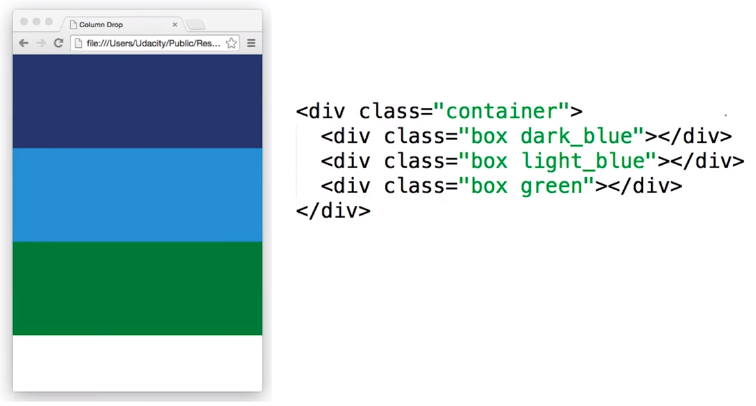 Column Drop
file:///Users/Udacity/Public/Res...
<div class="container">
<div class="box dark_blue"></div>
<div class="box light_blue"></div>
<div class="box green"></div>
</div>